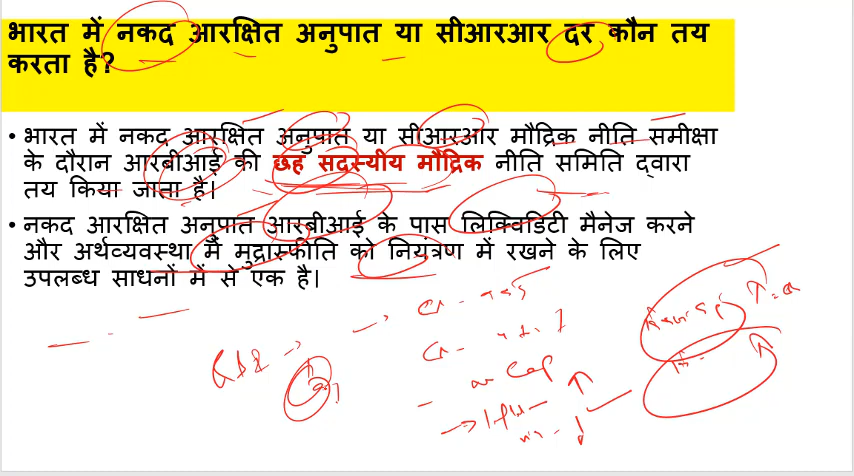 भारत में नकद आरक्षित अनुपात या सीआरआर दर कौन तय
करता है?
• भारत में नकद आरक्षित अनुपात या सीआरआर मौद्रिक नीति समीक्षा
के दौरान आरबीआई की छह सदस्यीय मौद्रिक नीति समिति द्वारा
तय किया जाता है।
• नकद आरक्षित अनुपात आरबीआई के पास लिक्विडिटी मैनेज करने
और अर्थव्यवस्था में मुद्रास्फीति को नियंत्रण में रखने के लिए
उपलब्ध साधनों में से एक है।